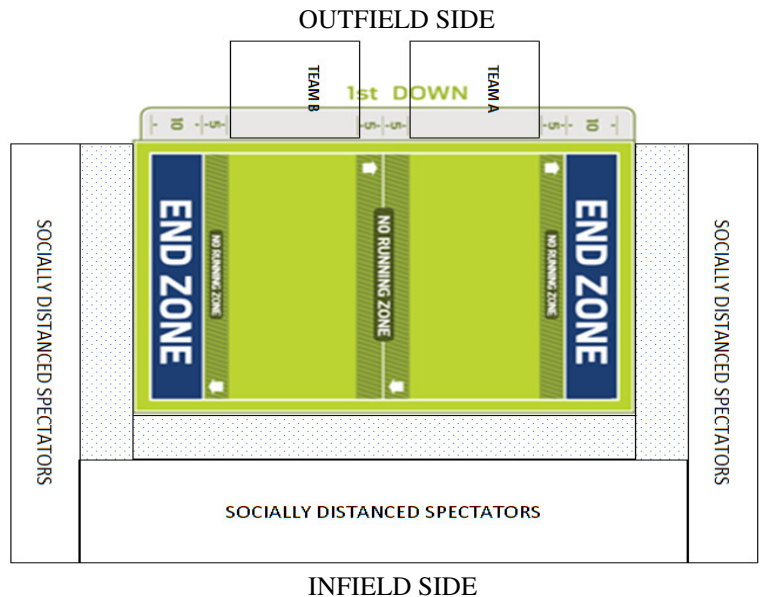 OUTFIELD SIDE
TEAM B
TEAM A
1st DOWN
10
5
5
5
5
10
END ZONE
NO RUNNING ZONE
NO RUNNING ZONE
NO RUNNING ZONE
END ZONE
SOCIALLY DISTANCED SPECTATORS
SOCIALLY DISTANCED SPECTATORS
SOCIALLY DISTANCED SPECTATORS
INFIELD SIDE